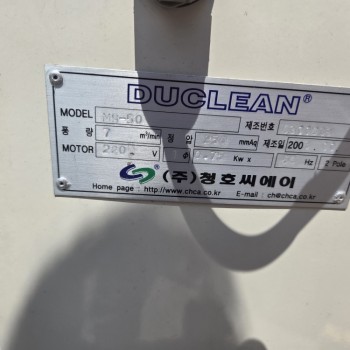 DUCLEAN®
MODEL MS-50 제조번호
풍 량 7 m³/min 정 압 mmAq 제조일 200
MOTOR 220 V Φ Kw x Hz 2 Pole
(주)청호씨에이
Home page : http://www.chca.co.kr E-mail : ch@chca.co.kr